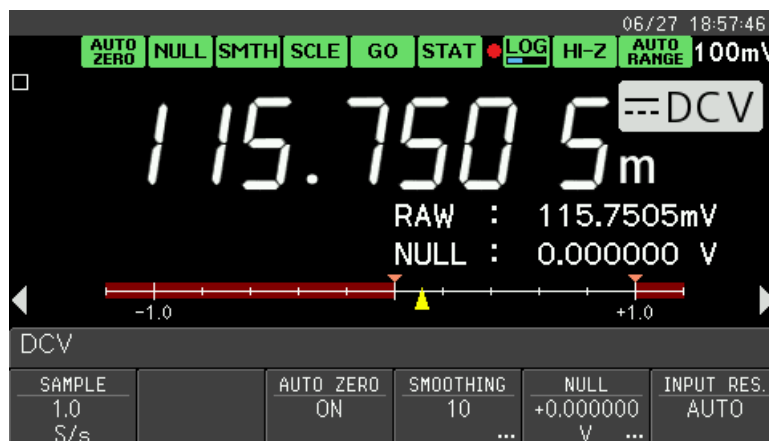 06/27 18:57:46
AUTO ZERO NULL SMTH SCLE GO STAT LOG HI-Z AUTO RANGE 100mV
DCV
115.750 5m
RAW : 115.7505mV
NULL : 0.000000 V
-1.0 +1.0
DCV
SAMPLE AUTO ZERO SMOOTHING NULL INPUT RES.
1.0 ON 10 +0.000000 AUTO
S/s ... V ...